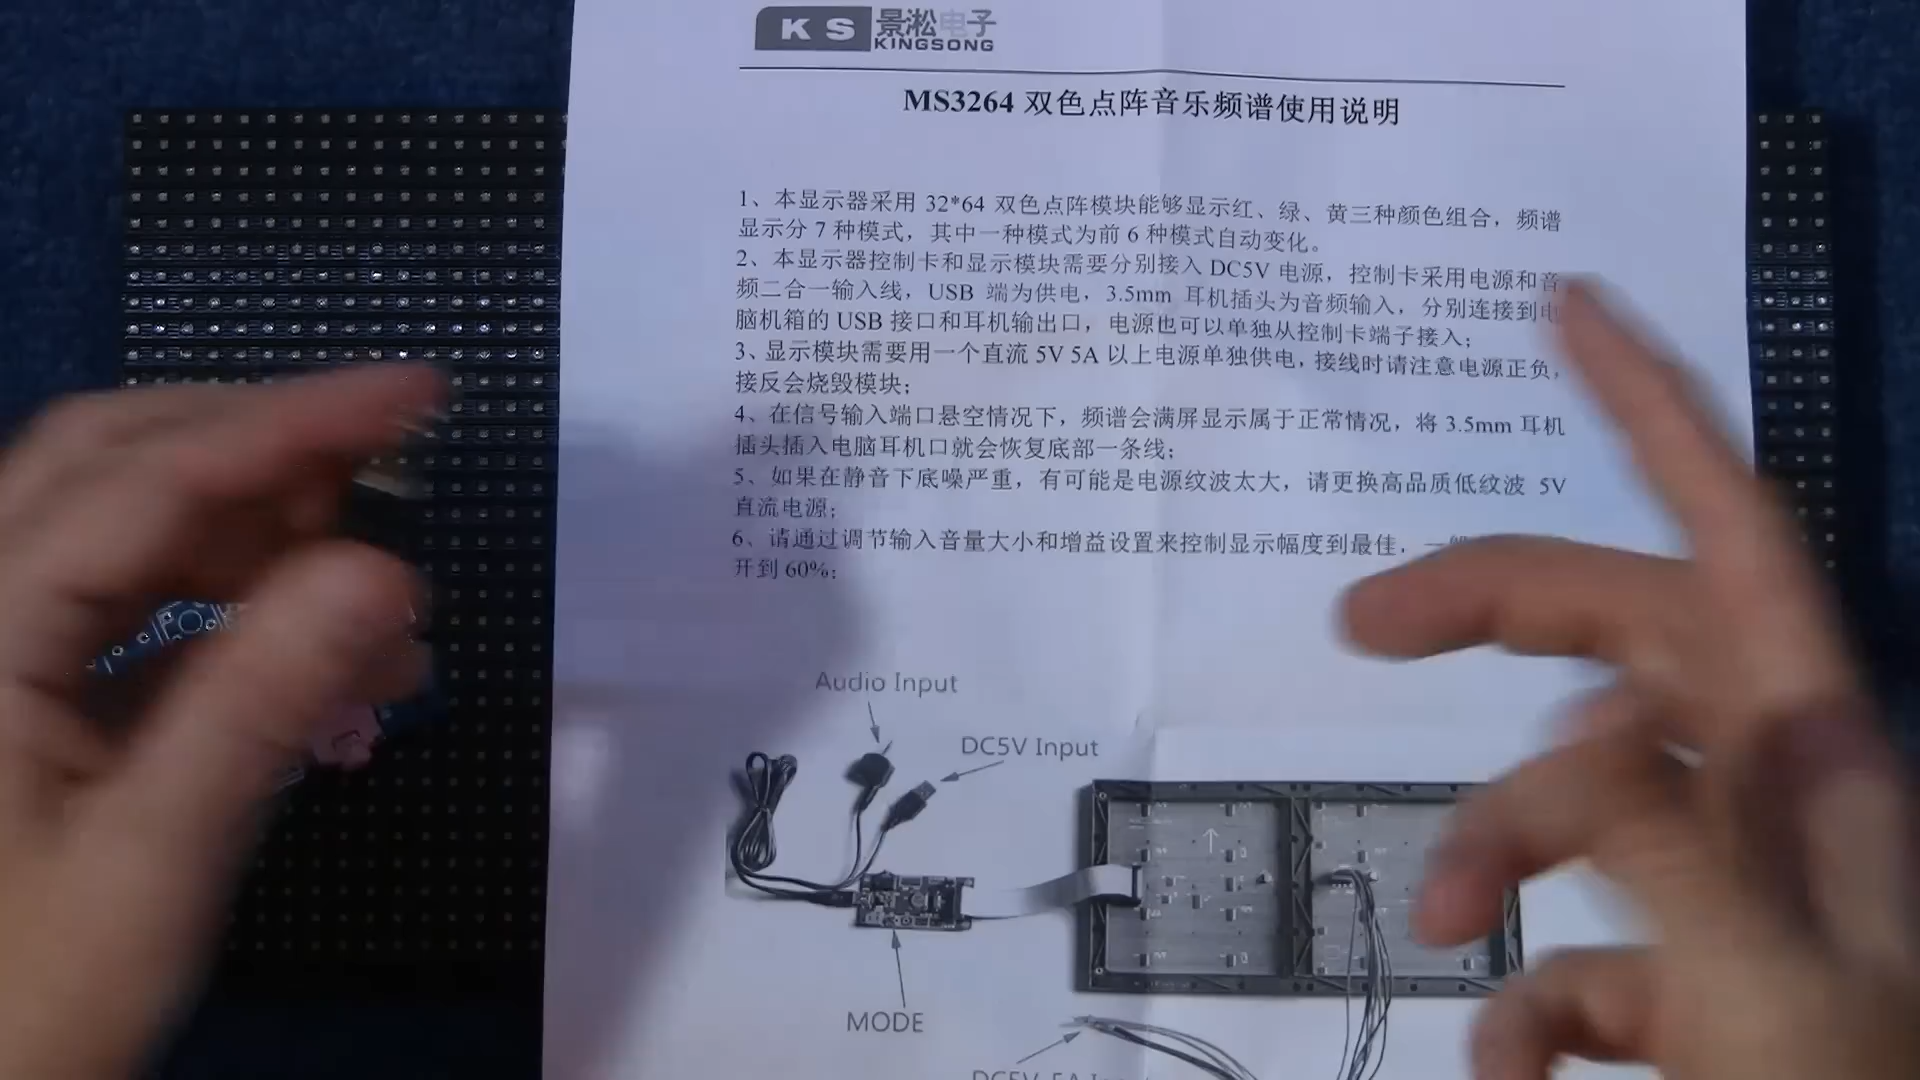 KS 景淞电子
KINGSONG
MS3264 双色点阵音乐频谱使用说明
1、本显示器采用 32*64 双色点阵模块能够显示红、绿、黄三种颜色组合，频谱
显示分 7 种模式，其中一种模式为前 6 种模式自动变化。
2、本显示器控制卡和显示模块需要分别接入 DC5V 电源，控制卡采用电源和音
频二合一输入线，USB 端为供电，3.5mm 耳机插头为音频输入，分别连接到电
脑机箱的 USB 接口和耳机输出口，电源也可以单独从控制卡端子接入；
3、显示模块需要用一个直流 5V 5A 以上电源单独供电，接线时请注意电源正负，
接反会烧毁模块；
4、在信号输入端口悬空情况下，频谱会满屏显示属于正常情况，将 3.5mm 耳机
插头插入电脑耳机口就会恢复底部一条线；
5、如果在静音下底噪严重，有可能是电源纹波太大，请更换高品质低纹波 5V
直流电源；
6、请通过调节输入音量大小和增益设置来控制显示幅度到最佳，一
开到 60%；
Audio Input
DC5V Input
MODE
DC5V 5A